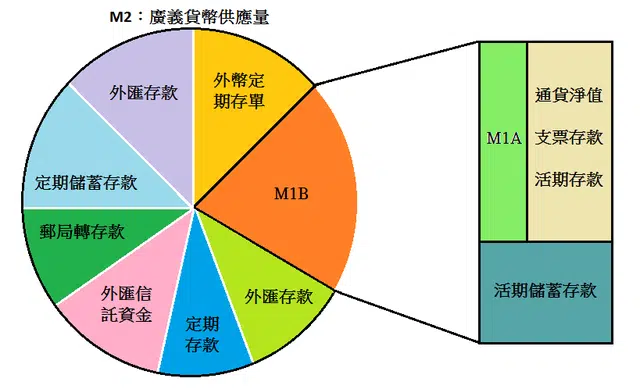 M2：廣義貨幣供應量
外匯存款
外幣定
期存單
定期儲蓄存款
M1B
郵局轉存款
外匯信
託資金
定期
存款
外匯存款
M1A
通貨淨值
支票存款
活期存款
活期儲蓄存款